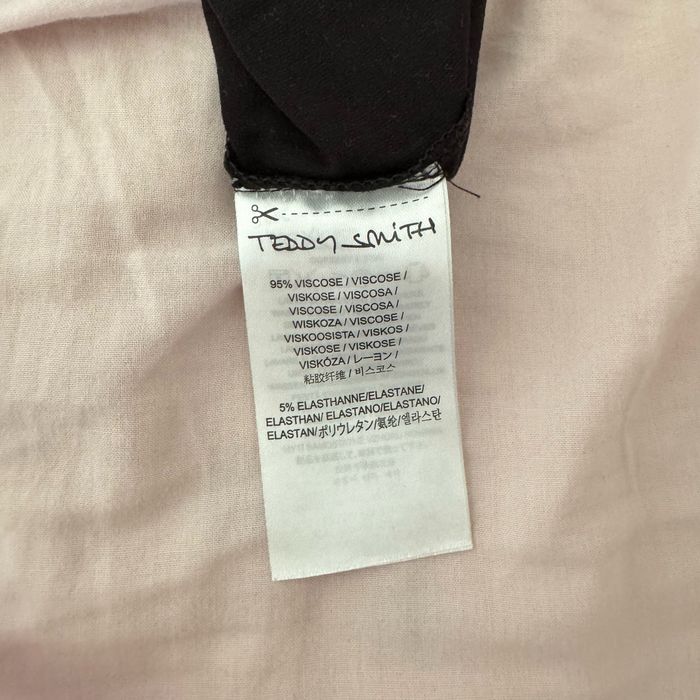 TEDDY SMITH
95% VISCOSE / VISCOSE /
VISKOSE / VISCOSA /
VISCOSE / VISCOSA /
WISKOZA / VISCOSE /
VISKOOSISTA / VISKOS /
VISKOSE / VISKOSE /
VISKÓZA / レーヨン /
粘胶纤维 / 비스코스
5% ELASTHANNE/ELASTANE/
ELASTHAN/ ELASTANO/ELASTANO/
ELASTAN/ポリウレタン/氨纶/엘라스탄